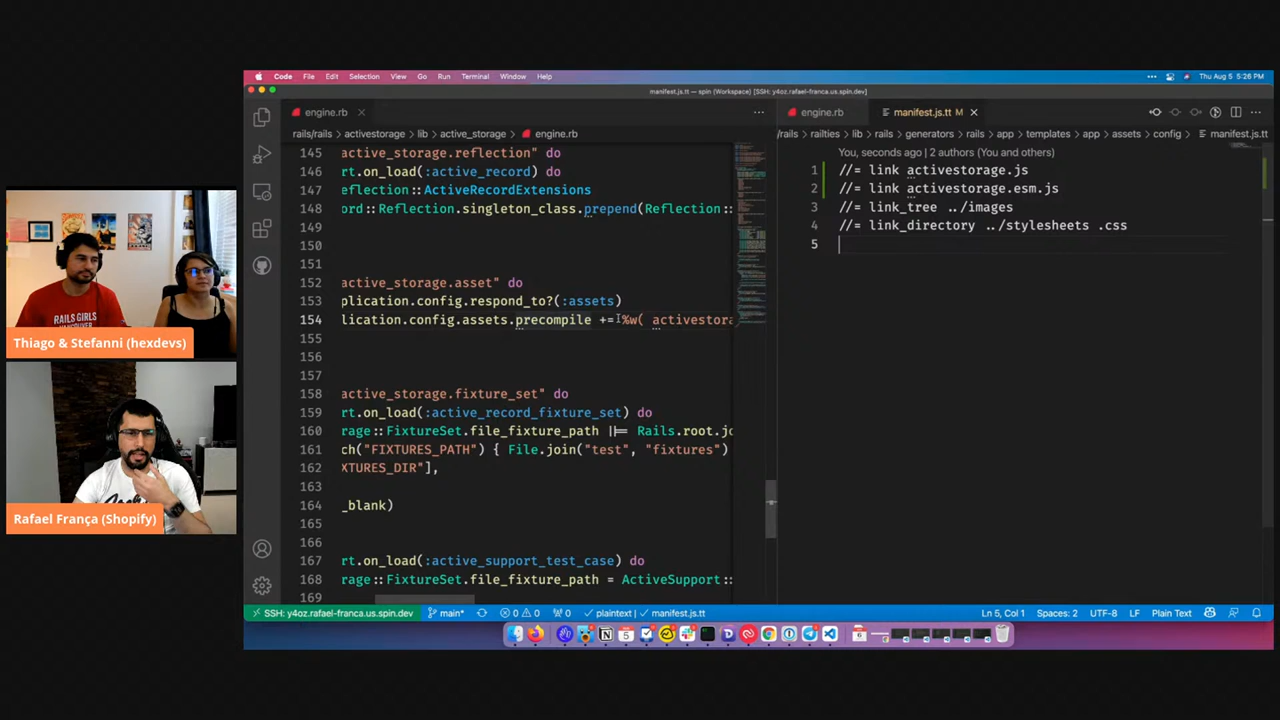 Code File Edit Selection View Go Run Terminal Window Help
Thu Aug 5 5:26 PM
manifest.js.tt — spin (Workspace) [SSH: y4oz.rafael-franca.us.spin.dev]
engine.rb
rails/rails > activestorage > lib > active_storage > engine.rb
145 active_storage.reflection" do
146 rt.on_load(:active_record) do
147 eflection::ActiveRecordExtensions
148 ord::Reflection.singleton_class.prepend(Reflection::
149
150
151
152 active_storage.asset" do
153 plication.config.respond_to?(:assets)
154 lication.config.assets.precompile += %w( activestora
155
156
157
158 active_storage.fixture_set" do
159 rt.on_load(:active_record_fixture_set) do
160 rage::FixtureSet.file_fixture_path ||= Rails.root.jo
161 ch("FIXTURES_PATH") { File.join("test", "fixtures")
162 XTURES_DIR"],
163
164 _blank)
165
166
167 rt.on_load(:active_support_test_case) do
168 rage::FixtureSet.file_fixture_path = ActiveSupport::
169
engine.rb manifest.js.tt M
/rails > railties > lib > rails > generators > rails > app > templates > app > assets > config > manifest.js.tt
You, seconds ago | 2 authors (You and others)
1 //= link activestorage.js
2 //= link activestorage.esm.js
3 //= link_tree ../images
4 //= link_directory ../stylesheets .css
5
Thiago & Stefanni (hexdevs)
Rafael França (Shopify)
SSH: y4oz.rafael-franca.us.spin.dev main* 0 0 0 plaintext | manifest.js.tt Ln 5, Col 1 Spaces: 2 UTF-8 LF Plain Text